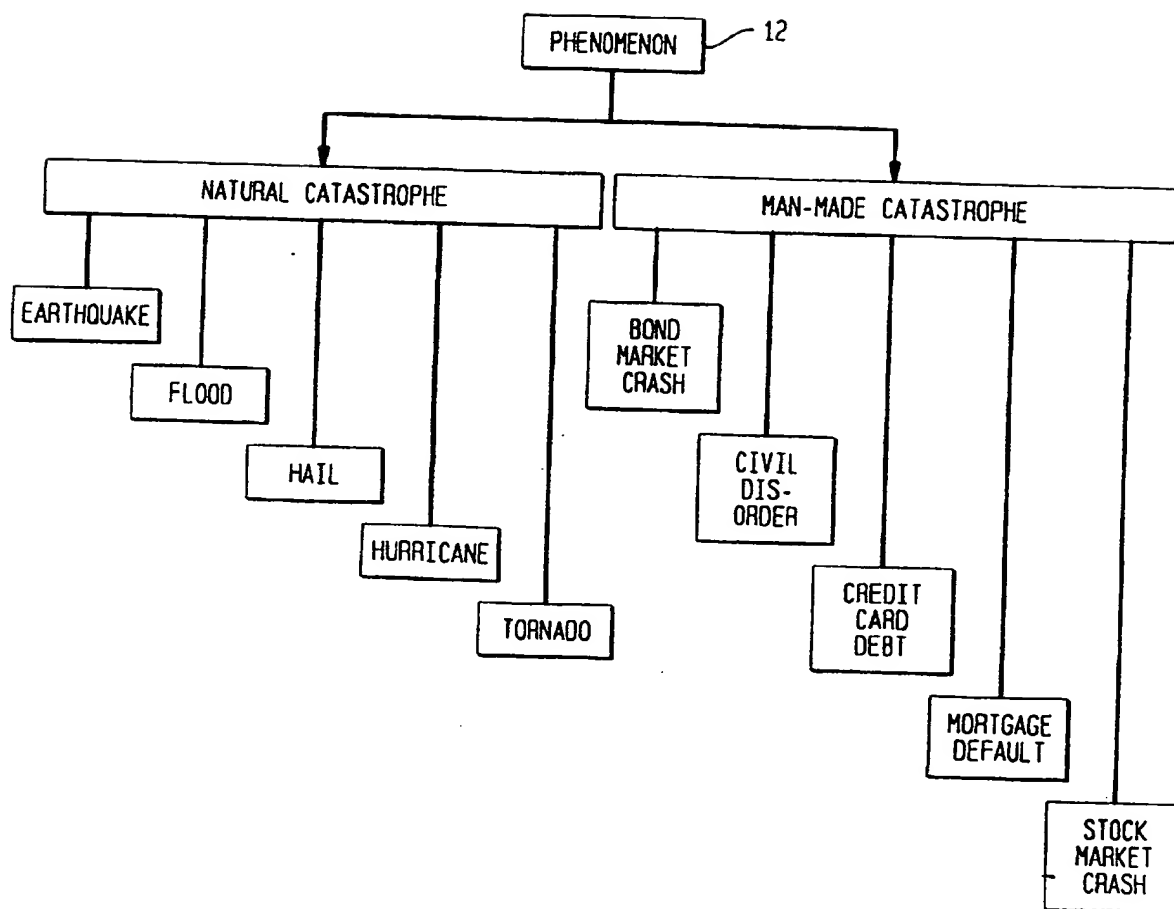 PHENOMENON
12
NATURAL CATASTROPHE
MAN-MADE CATASTROPHE
EARTHQUAKE
FLOOD
HAIL
HURRICANE
TORNADO
BOND
MARKET
CRASH
CIVIL
DIS-
ORDER
CREDIT
CARD
DEBT
MORTGAGE
DEFAULT
STOCK
MARKET
CRASH